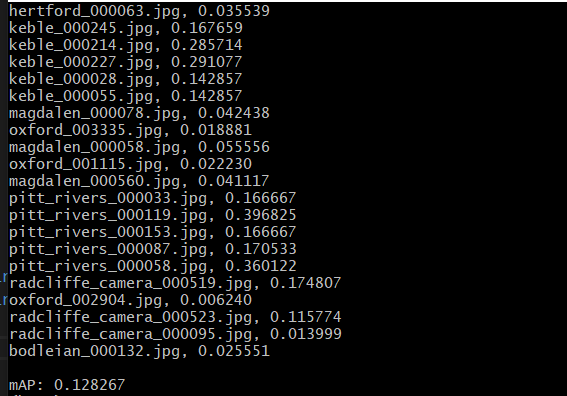 hertford_000063.jpg, 0.035539
keble_000245.jpg, 0.167659
keble_000214.jpg, 0.285714
keble_000227.jpg, 0.291077
keble_000028.jpg, 0.142857
keble_000055.jpg, 0.142857
magdalen_000078.jpg, 0.042438
oxford_003335.jpg, 0.018881
magdalen_000058.jpg, 0.055556
oxford_001115.jpg, 0.022230
magdalen_000560.jpg, 0.041117
pitt_rivers_000033.jpg, 0.166667
pitt_rivers_000119.jpg, 0.396825
pitt_rivers_000153.jpg, 0.166667
pitt_rivers_000087.jpg, 0.170533
pitt_rivers_000058.jpg, 0.360122
radcliffe_camera_000519.jpg, 0.174807
oxford_002904.jpg, 0.006240
radcliffe_camera_000523.jpg, 0.115774
radcliffe_camera_000095.jpg, 0.013999
bodleian_000132.jpg, 0.025551
mAP: 0.128267